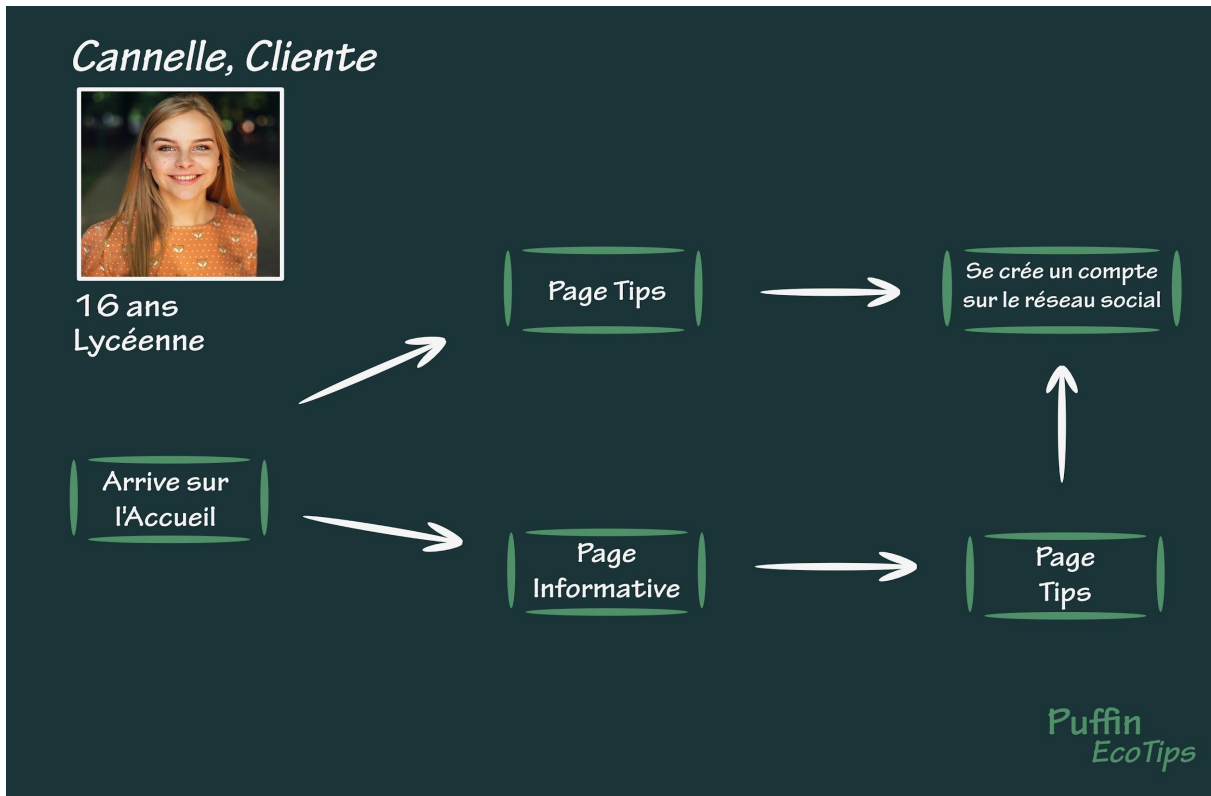 Cannelle, Cliente
16 ans
Lycéenne
Arrive sur
l'Accueil
Page Tips
Se crée un compte
sur le réseau social
Page
Informative
Page
Tips
Puffin
EcoTips